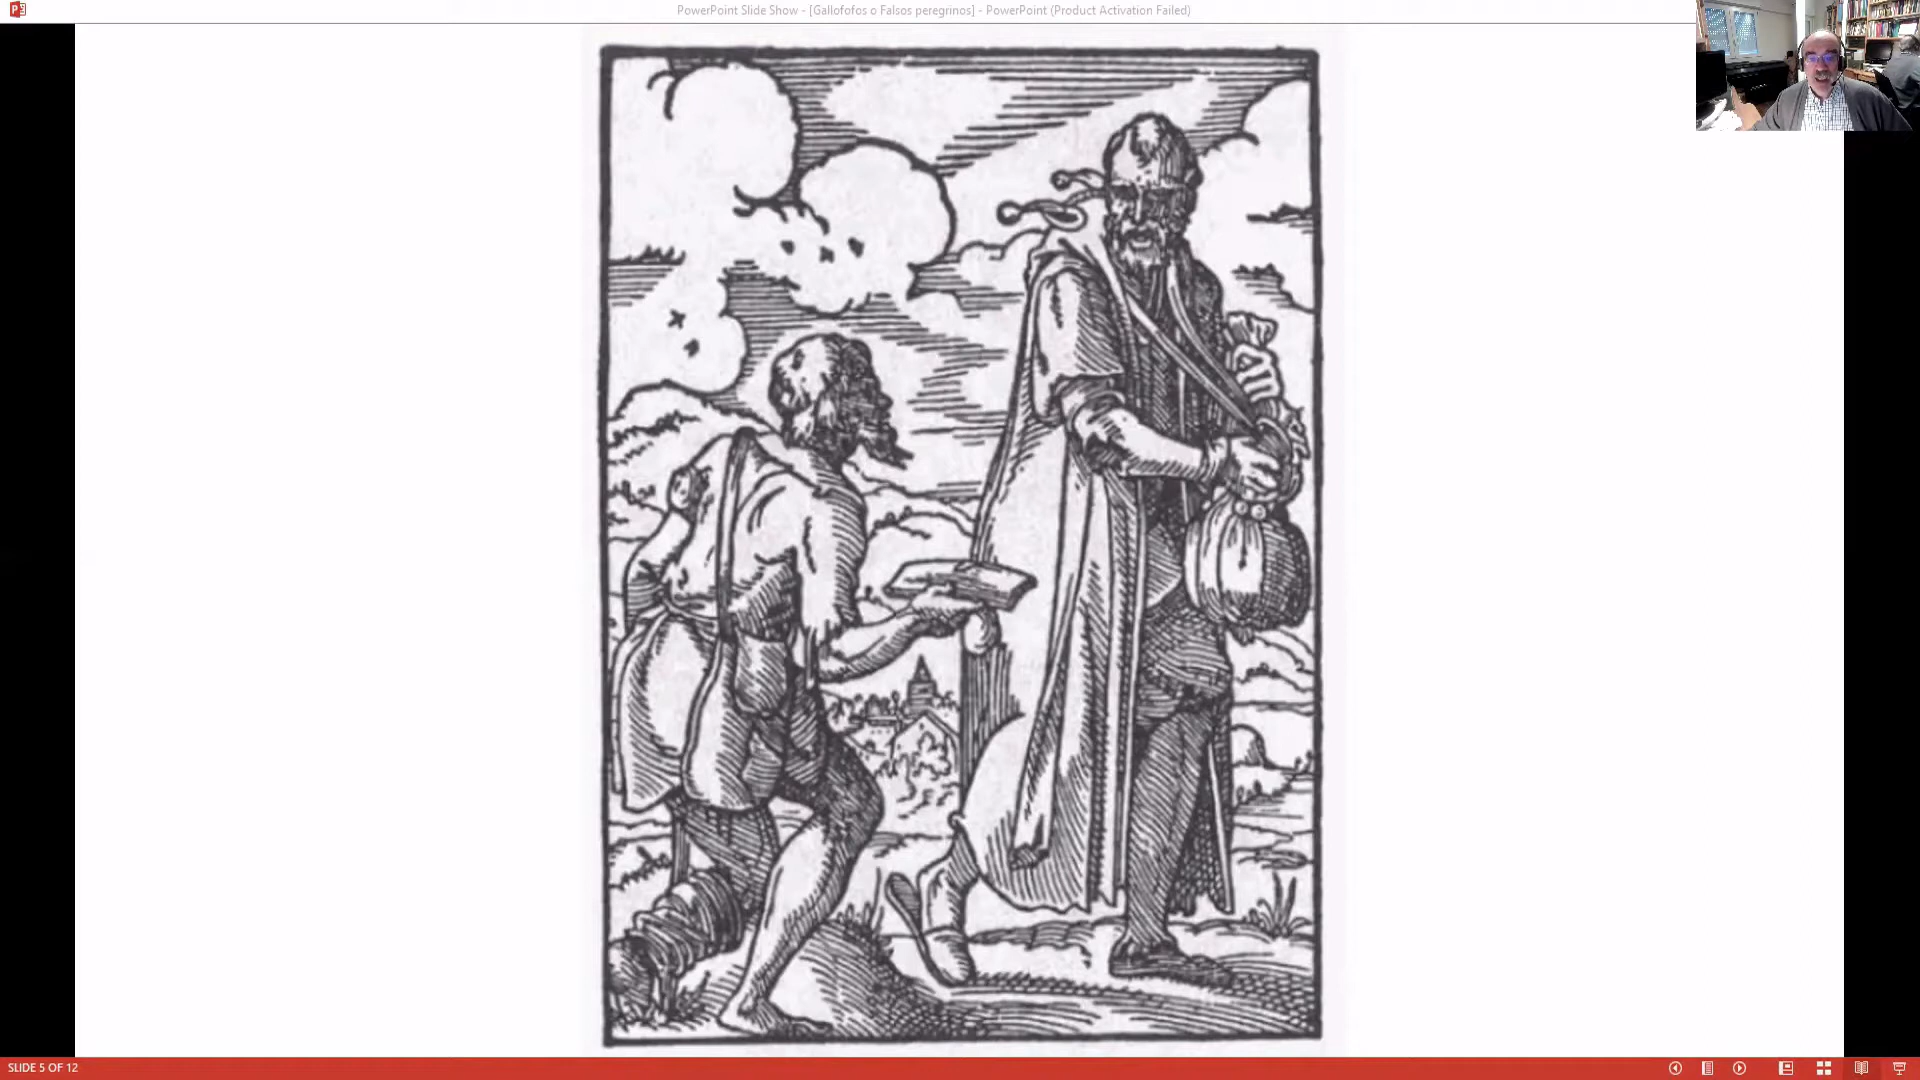 PowerPoint Slide Show - [Gallofofos o Falsos peregrinos] - PowerPoint (Product Activation Failed)
SLIDE 5 OF 12